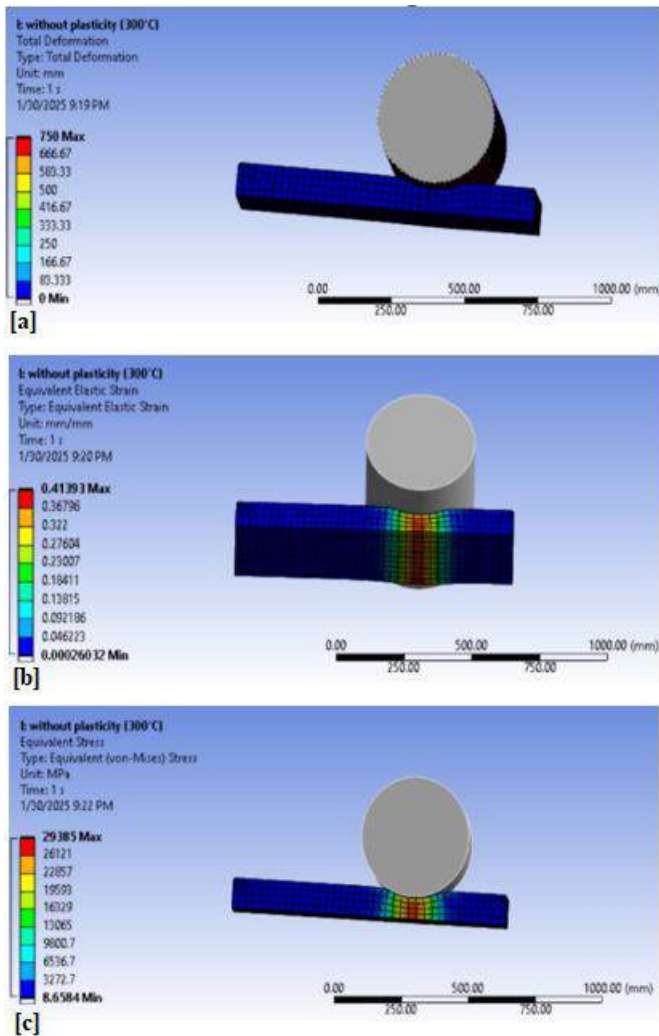 I: without plasticity (300°C)
Total Deformation
Type: Total Deformation
Unit: mm
Time: 1 s
1/30/2025 9:19 PM
750 Max
666.67
583.33
500
416.67
333.33
250
166.67
83.333
0 Min
0.00 500.00 1000.00 (mm)
250.00 750.00
[a]
I: without plasticity (300°C)
Equivalent Elastic Strain
Type: Equivalent Elastic Strain
Unit: mm/mm
Time: 1 s
1/30/2025 9:20 PM
0.41393 Max
0.36796
0.322
0.27604
0.23007
0.18411
0.13815
0.092186
0.046223
0.00026032 Min
0.00 500.00 1000.00 (mm)
250.00 750.00
[b]
I: without plasticity (300°C)
Equivalent Stress
Type: Equivalent (von-Mises) Stress
Unit: MPa
Time: 1 s
1/30/2025 9:22 PM
29385 Max
26121
22857
19593
16329
13065
9800.7
6536.7
3272.7
8.6584 Min
0.00 500.00 1000.00 (mm)
250.00 750.00
[c]